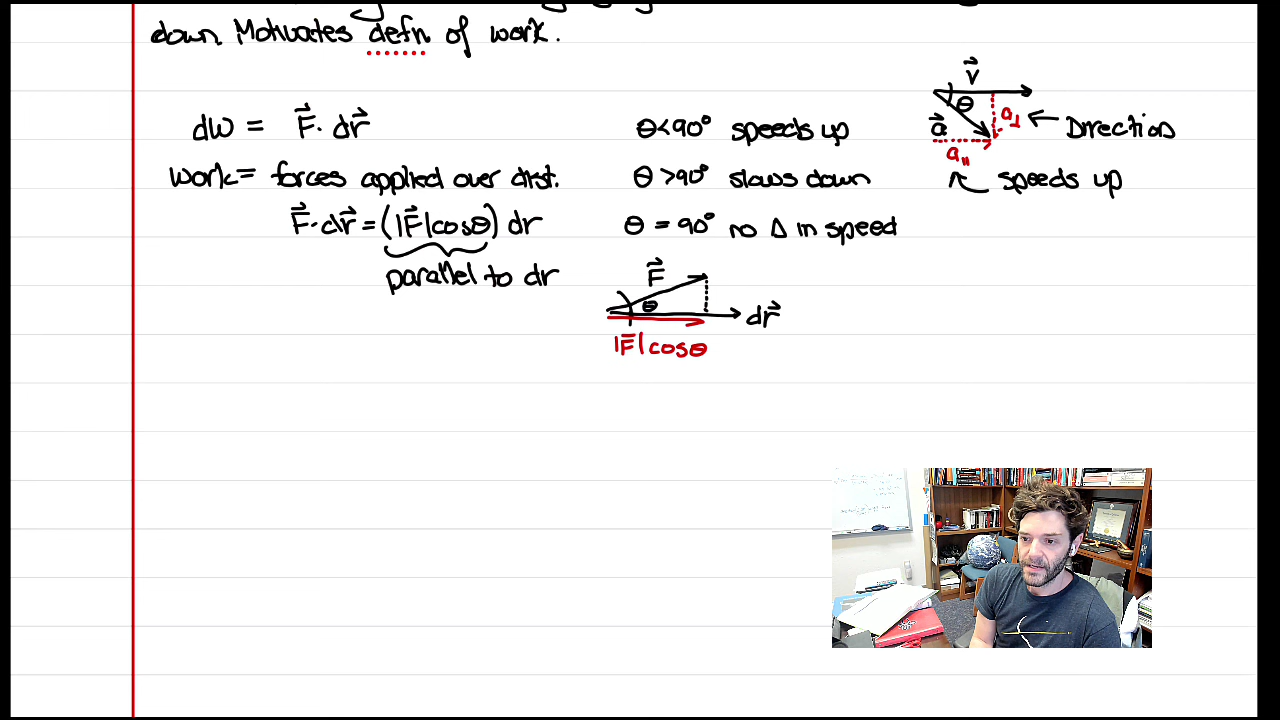 down. Motivates defn. of work.
dW = F⃗ · dr⃗
work = forces applied over dist.
F⃗ · dr⃗ = (|F⃗|cosθ) dr
parallel to dr
θ<90° speeds up
θ >90° slows down
θ = 90° no Δ in speed
F⃗
θ
dr⃗
|F⃗|cosθ
v⃗
θ
a⃗
a⊥
Direction
a∥
speeds up